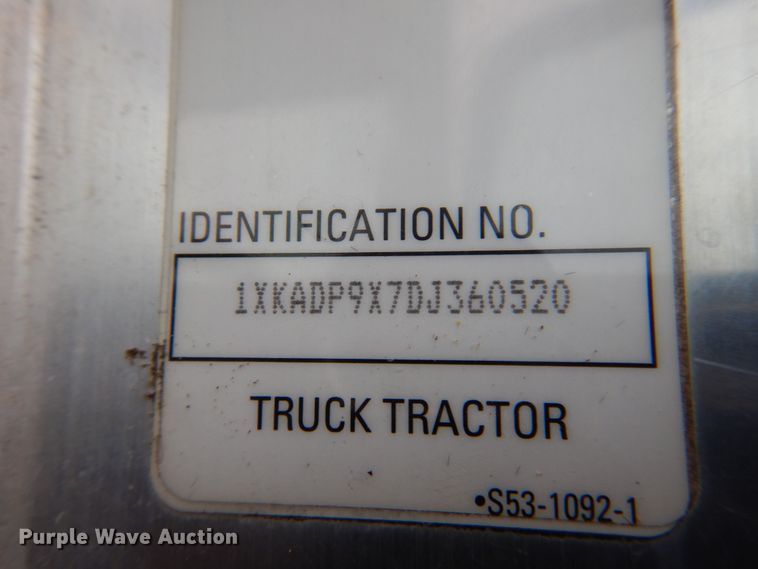 IDENTIFICATION NO.
1XKADP9X7DJ360520
TRUCK TRACTOR
•S53-1092-1
Purple Wave Auction